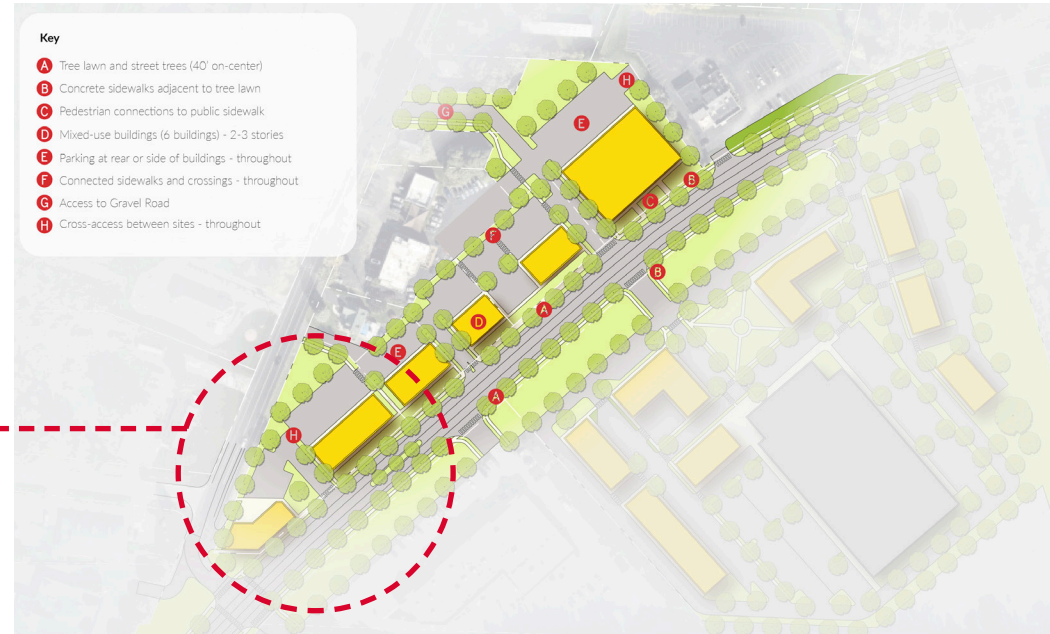 Key
A Tree lawn and street trees (40' on-center)
B Concrete sidewalks adjacent to tree lawn
C Pedestrian connections to public sidewalk
D Mixed-use buildings (6 buildings) - 2-3 stories
E Parking at rear or side of buildings - throughout
F Connected sidewalks and crossings - throughout
G Access to Gravel Road
H Cross-access between sites - throughout
H
G
E
B
C
F
B
A
D
E
A
H